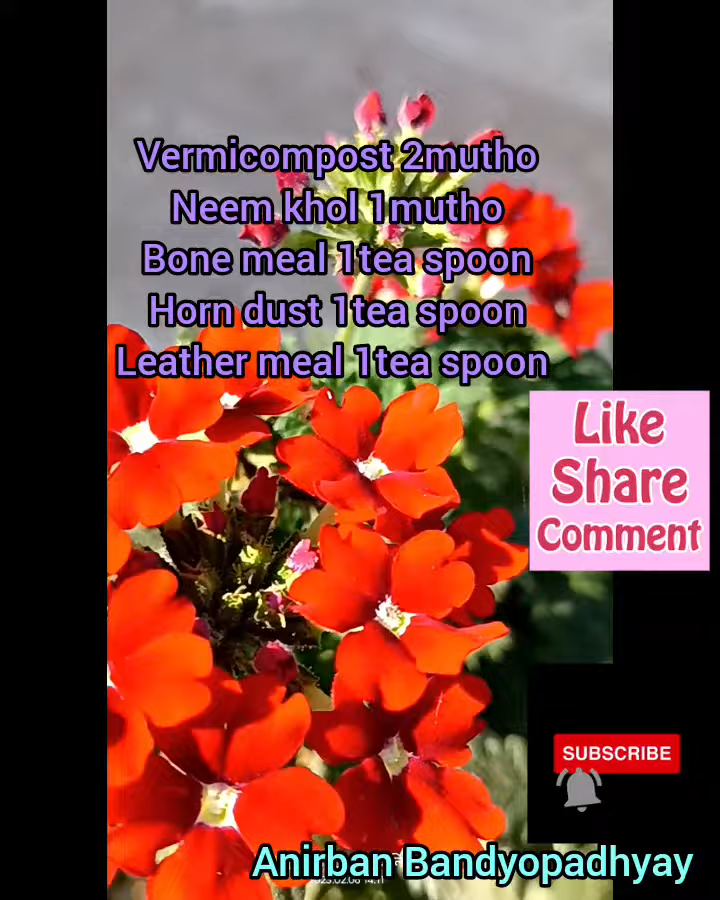 Vermicompost 2mutho
Neem khol 1mutho
Bone meal 1tea spoon
Horn dust 1tea spoon
Leather meal 1tea spoon
Like
Share
Comment
SUBSCRIBE
Anirban Bandyopadhyay